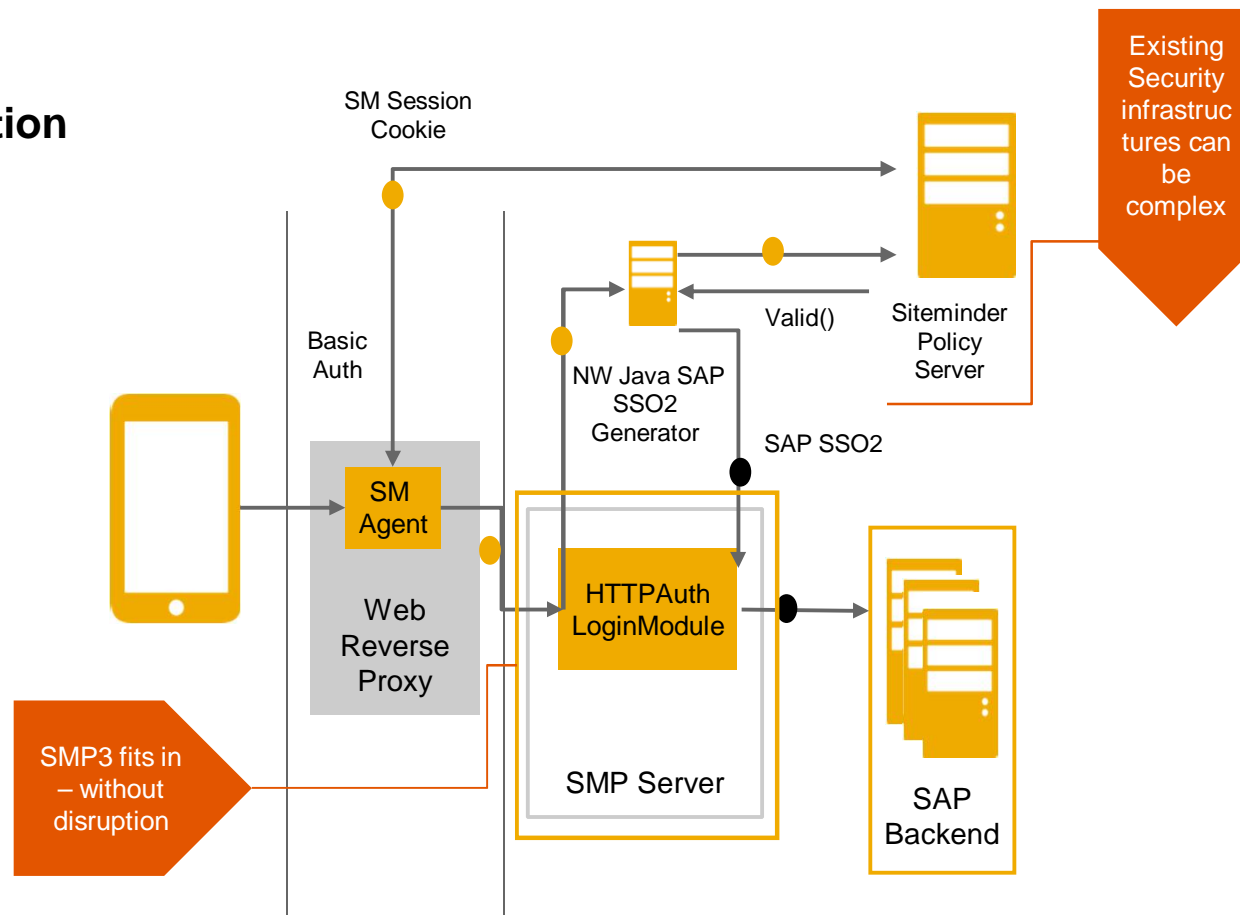 tion
SM Session
Cookie
Existing
Security
infrastruc
tures can
be
complex
Basic
Auth
Valid()
Siteminder
Policy
Server
NW Java SAP
SSO2
Generator
SAP SSO2
SM
Agent
Web
Reverse
Proxy
HTTPAuth
LoginModule
SMP Server
SAP
Backend
SMP3 fits in
– without
disruption